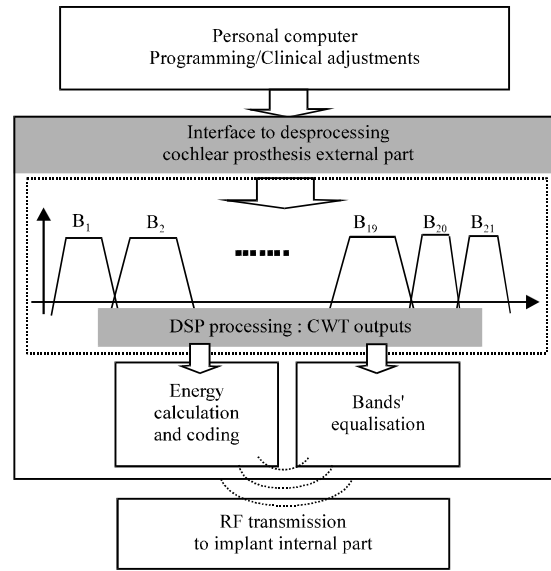 Personal computer
Programming/Clinical adjustments
Interface to desprocessing
cochlear prosthesis external part
B1 B2 ....... B19 B20 B21
DSP processing : CWT outputs
Energy
calculation
and coding
Bands'
equalisation
RF transmission
to implant internal part